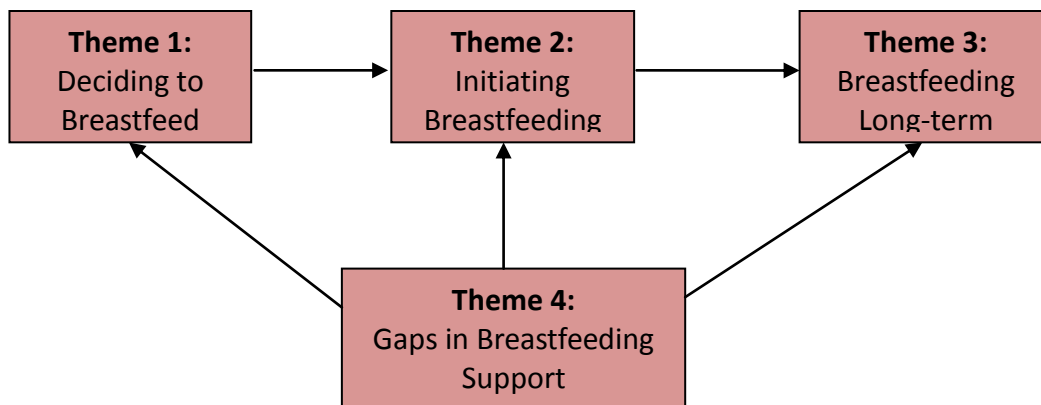 Theme 1:
Deciding to
Breastfeed
Theme 2:
Initiating
Breastfeeding
Theme 3:
Breastfeeding
Long-term
Theme 4:
Gaps in Breastfeeding
Support